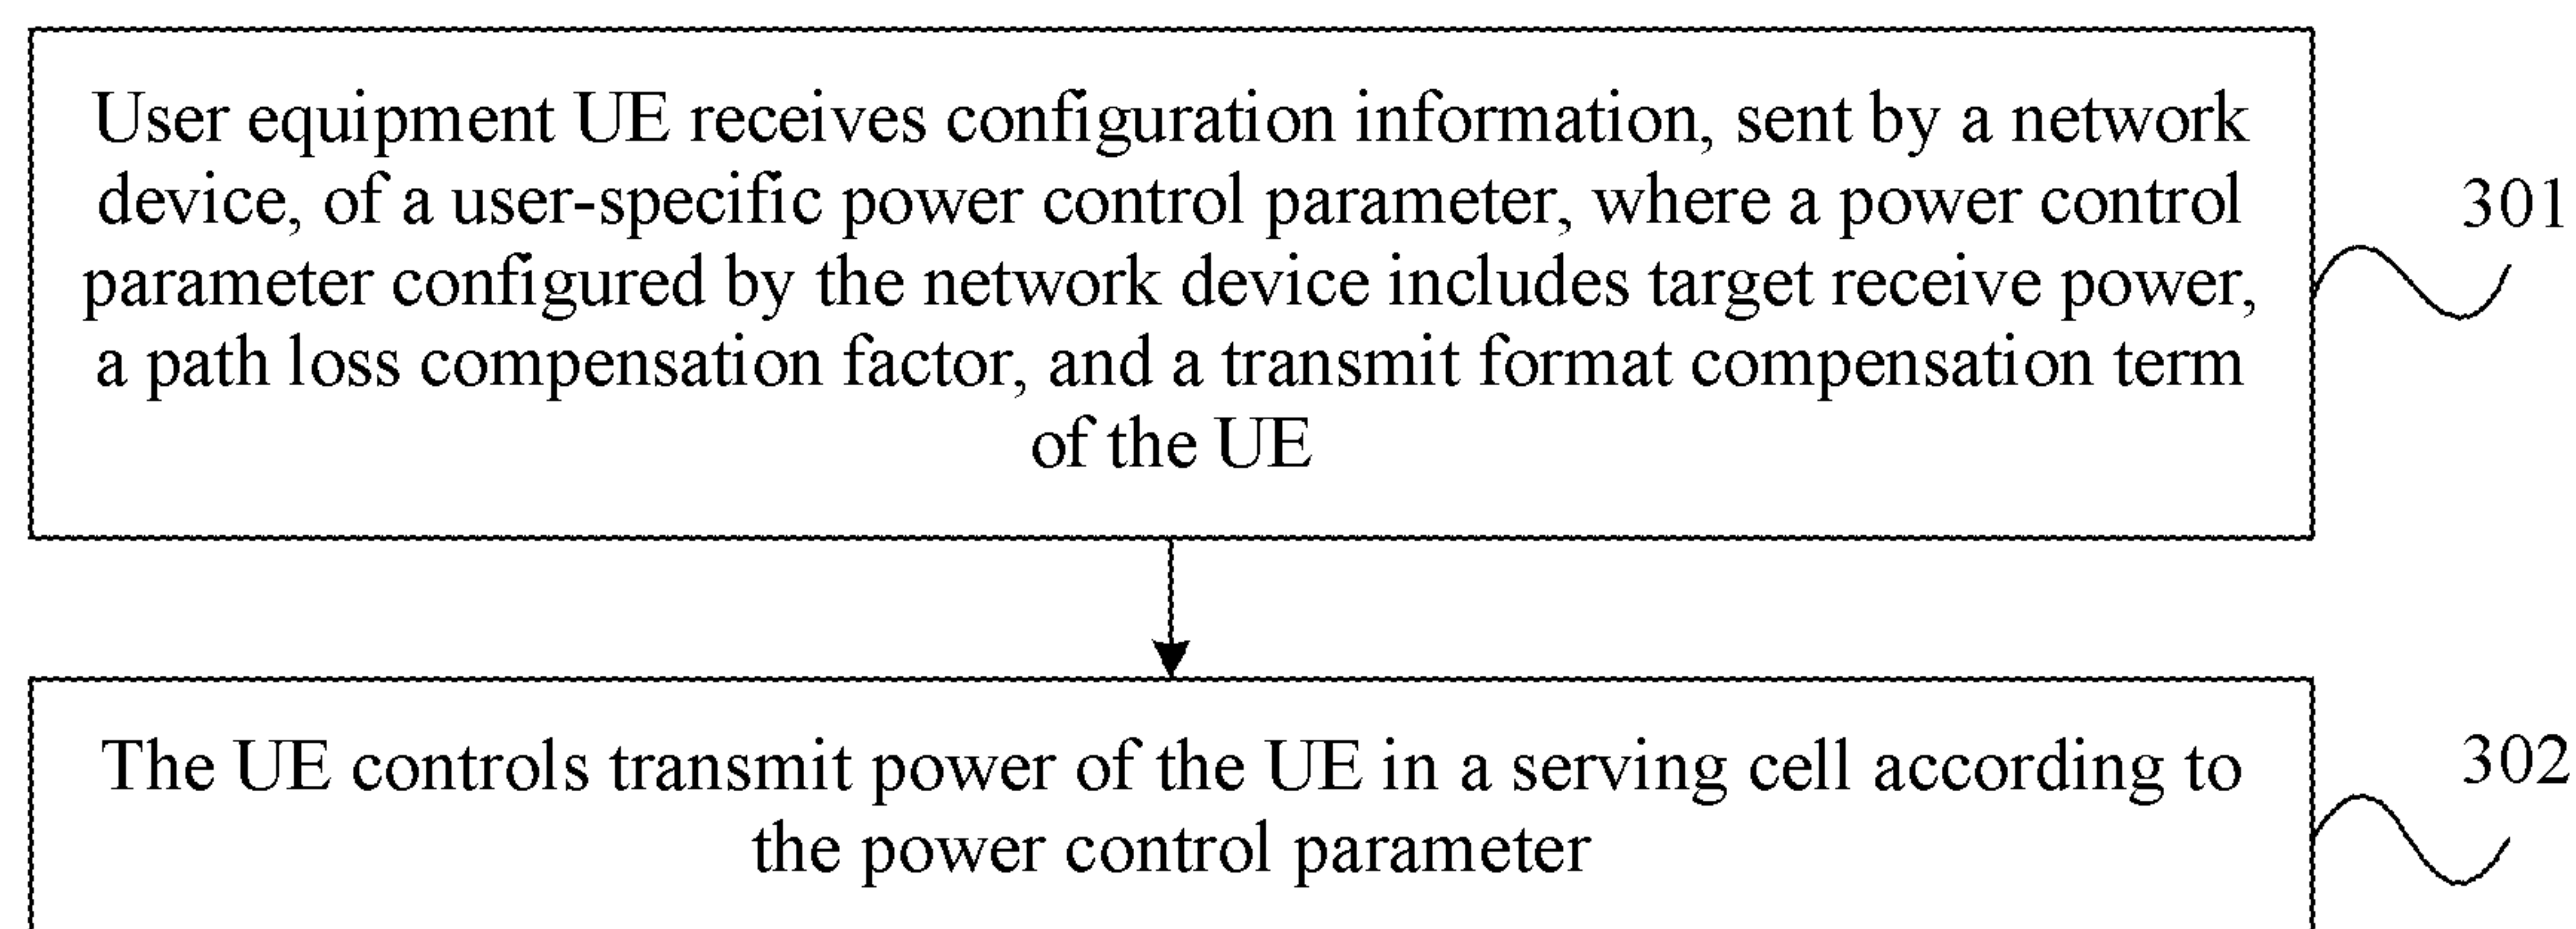 User equipment UE receives configuration information, sent by a network
device, of a user-specific power control parameter, where a power control
parameter configured by the network device includes target receive power,
a path loss compensation factor, and a transmit format compensation term
of the UE
301
The UE controls transmit power of the UE in a serving cell according to
the power control parameter
302